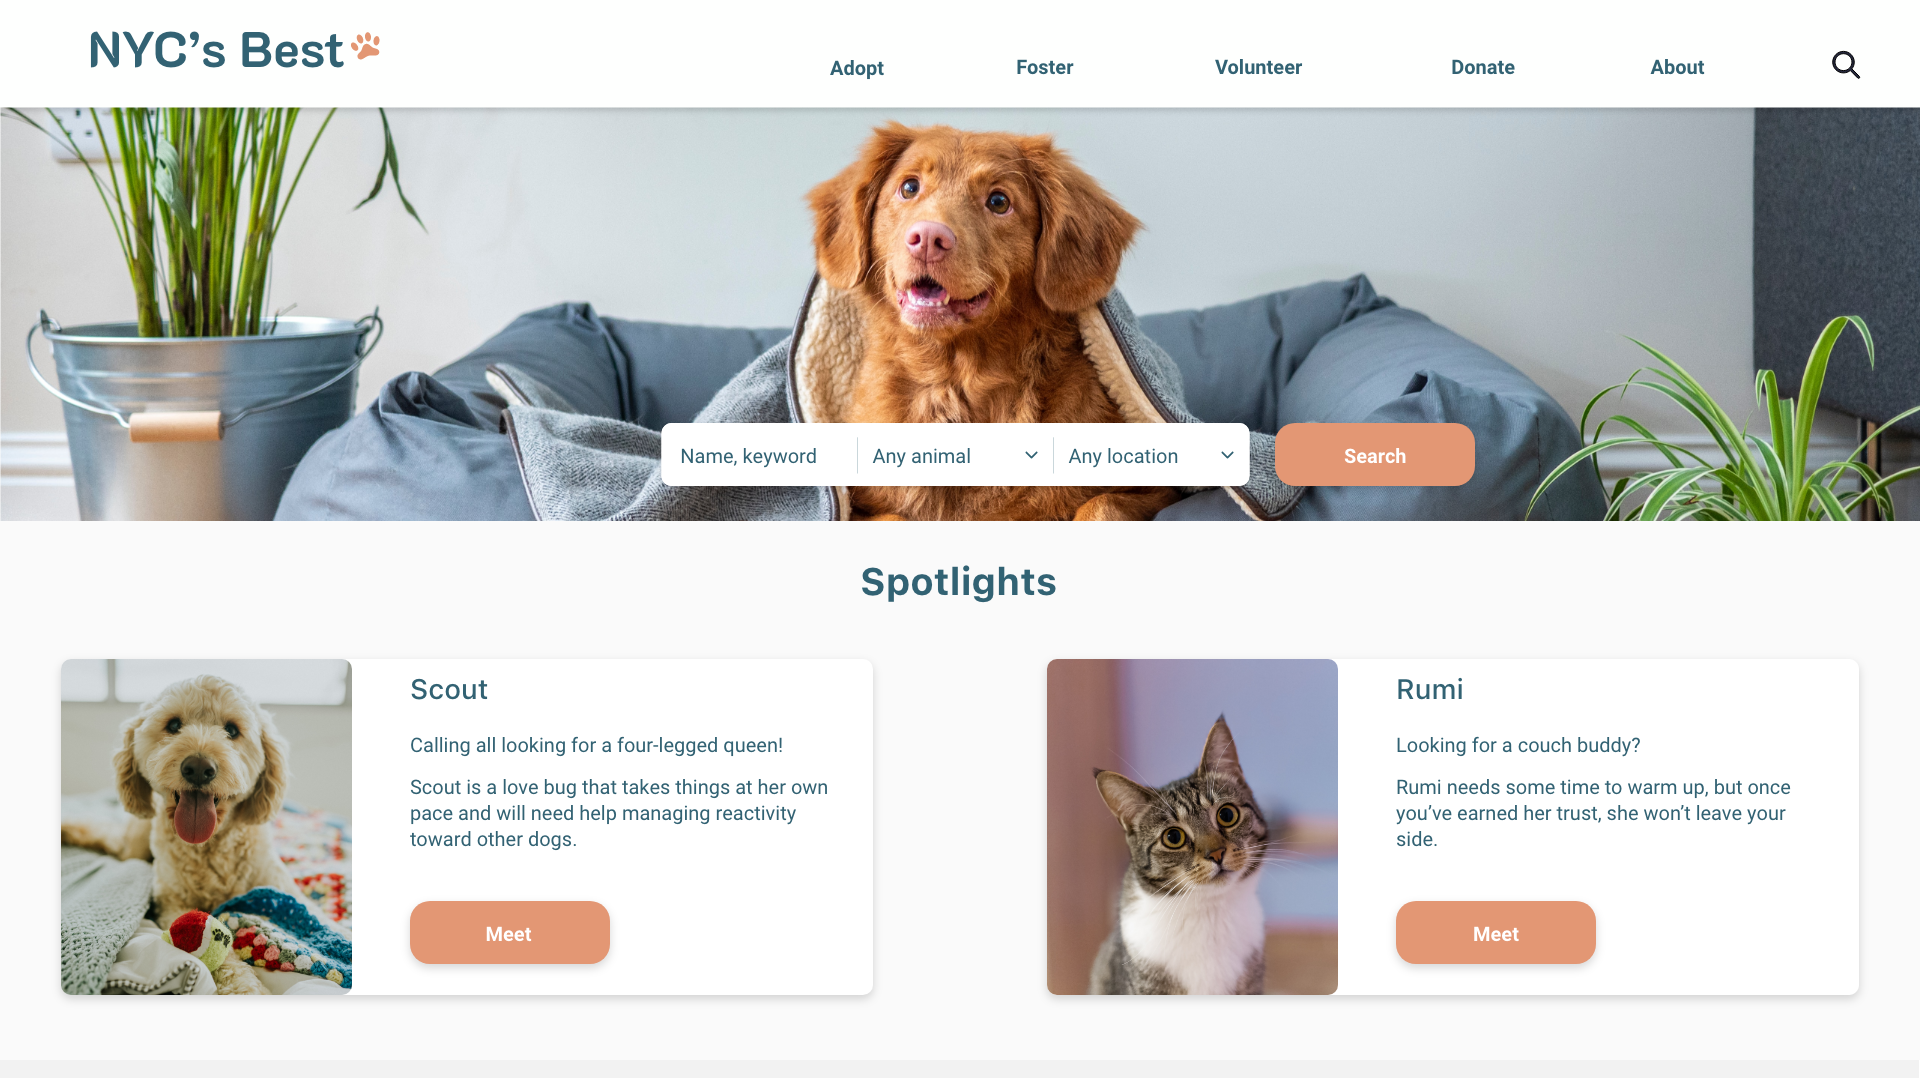 NYC’s Best
Adopt
Foster
Volunteer
Donate
About
Name, keyword
Any animal
Any location
Search
Spotlights
Scout
Calling all looking for a four-legged queen!
Scout is a love bug that takes things at her own
pace and will need help managing reactivity
toward other dogs.
Meet
Rumi
Looking for a couch buddy?
Rumi needs some time to warm up, but once
you’ve earned her trust, she won’t leave your
side.
Meet